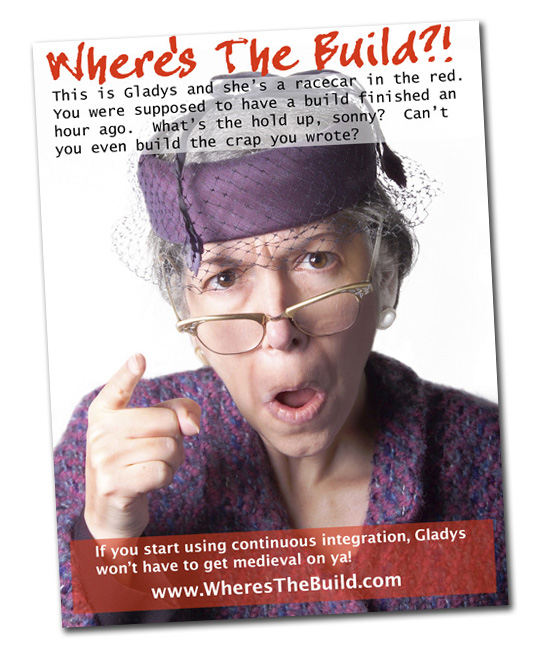 Where's The Build?!
This is Gladys and she's a racecar in the red.
You were supposed to have a build finished an
hour ago.  What's the hold up, sonny?  Can't
you even build the crap you wrote?
If you start using continuous integration, Gladys
won't have to get medieval on ya!
www.WheresTheBuild.com